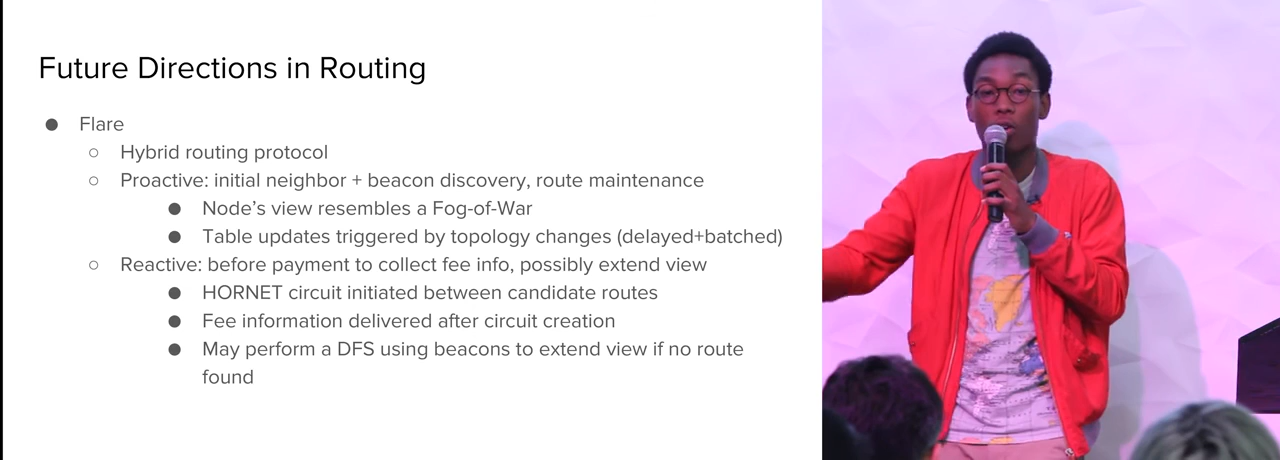 Future Directions in Routing
● Flare
○ Hybrid routing protocol
○ Proactive: initial neighbor + beacon discovery, route maintenance
● Node's view resembles a Fog-of-War
● Table updates triggered by topology changes (delayed+batched)
○ Reactive: before payment to collect fee info, possibly extend view
● HORNET circuit initiated between candidate routes
● Fee information delivered after circuit creation
● May perform a DFS using beacons to extend view if no route
found